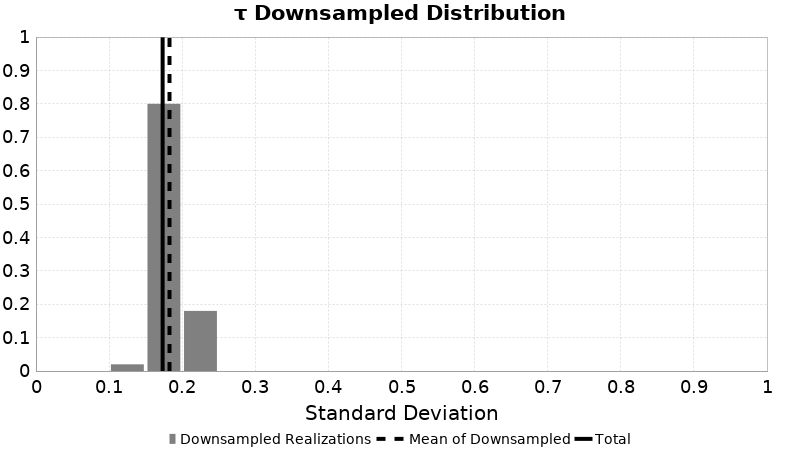 τ Downsampled Distribution
1
0.9
0.8
0.7
0.6
0.5
0.4
0.3
0.2
0.1
0
0 0.1 0.2 0.3 0.4 0.5 0.6 0.7 0.8 0.9 1
Standard Deviation
Downsampled Realizations Mean of Downsampled Total